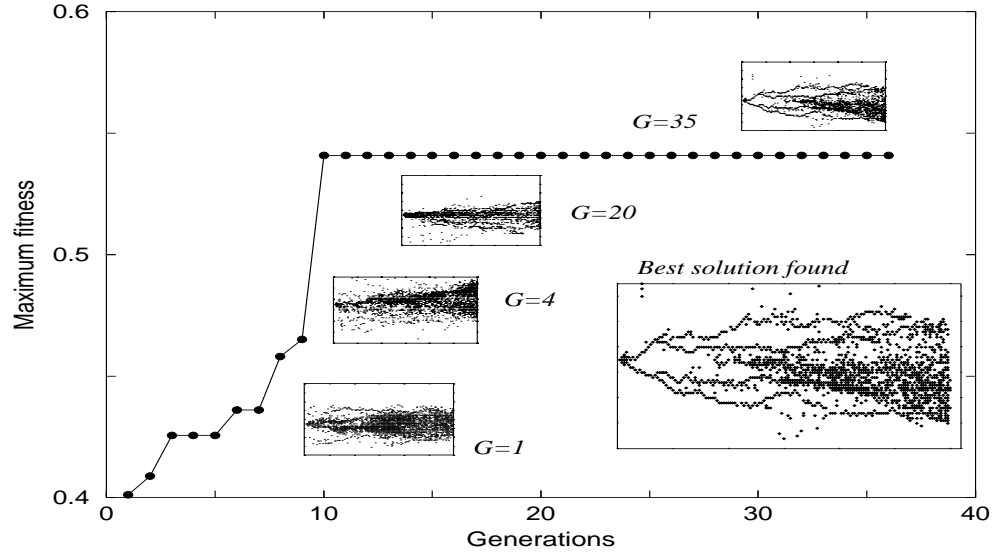 0.6
G=35
G=20
Best solution found
0.5
Maximum fitness
G=4
G=1
0.4
0
10
20
30
40
Generations